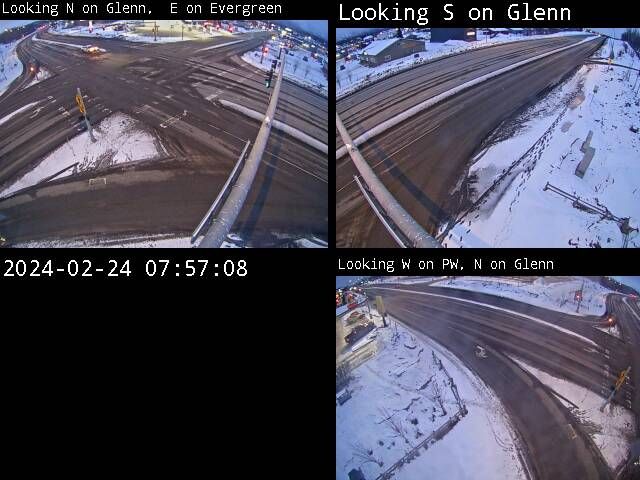 Looking N on Glenn,  E on Evergreen
Looking S on Glenn
2024-02-24 07:57:08
Looking W on PW, N on Glenn